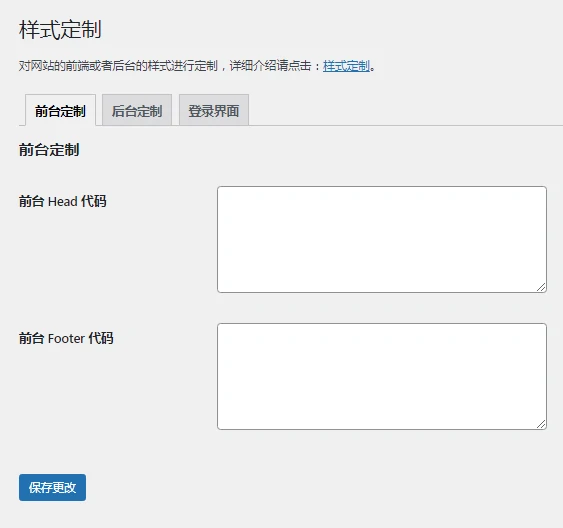 样式定制
对网站的前端或者后台的样式进行定制，详细介绍请点击：样式定制。
前台定制 后台定制 登录界面
前台定制
前台 Head 代码
前台 Footer 代码
保存更改